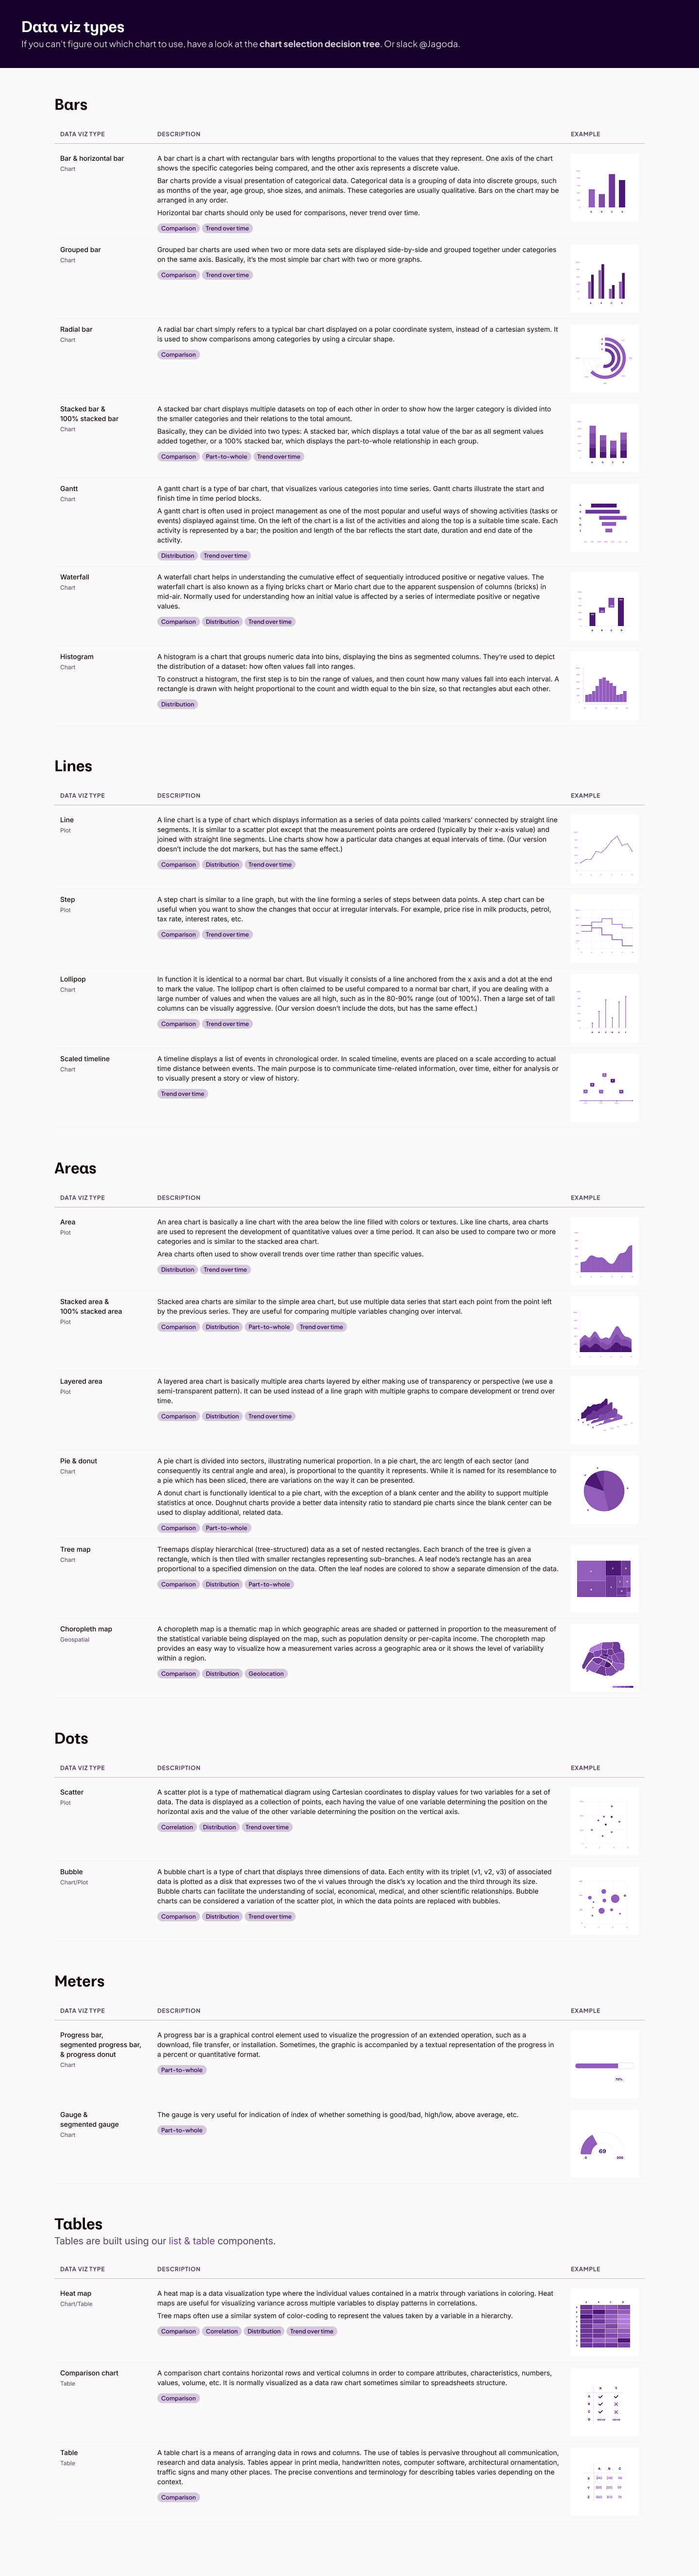 Data viz types
If you can't figure out which chart to use, have a look at the chart selection decision tree. Or slack @Jagoda.
Bars
DATA VIZ TYPE DESCRIPTION EXAMPLE
Bar & horizontal bar
Chart
A bar chart is a chart with rectangular bars with lengths proportional to the values that they represent. One axis of the chart
shows the specific categories being compared, and the other axis represents a discrete value.
Bar charts provide a visual presentation of categorical data. Categorical data is a grouping of data into discrete groups, such
as months of the year, age group, shoe sizes, and animals. These categories are usually qualitative. Bars on the chart may be
arranged in any order.
Horizontal bar charts should only be used for comparisons, never trend over time.
Comparison Trend over time
Grouped bar
Chart
Grouped bar charts are used when two or more data sets are displayed side-by-side and grouped together under categories
on the same axis. Basically, it's the most simple bar chart with two or more graphs.
Comparison Trend over time
Radial bar
Chart
A radial bar chart simply refers to a typical bar chart displayed on a polar coordinate system, instead of a cartesian system. It
is used to show comparisons among categories by using a circular shape.
Comparison
Stacked bar &
100% stacked bar
Chart
A stacked bar chart displays multiple datasets on top of each other in order to show how the larger category is divided into
the smaller categories and their relations to the total amount.
Basically, they can be divided into two types: A stacked bar, which displays a total value of the bar as all segment values
added together, or a 100% stacked bar, which displays the part-to-whole relationship in each group.
Comparison Part-to-whole Trend over time
Gantt
Chart
A gantt chart is a type of bar chart, that visualizes various categories into time series. Gantt charts illustrate the start and
finish time in time period blocks.
A gantt chart is often used in project management as one of the most popular and useful ways of showing activities (tasks or
events) displayed against time. On the left of the chart is a list of the activities and along the top is a suitable time scale. Each
activity is represented by a bar; the position and length of the bar reflects the start date, duration and end date of the
activity.
Distribution Trend over time
Waterfall
Chart
A waterfall chart helps in understanding the cumulative effect of sequentially introduced positive or negative values. The
waterfall chart is also known as a flying bricks chart or Mario chart due to the apparent suspension of columns (bricks) in
mid-air. Normally used for understanding how an initial value is affected by a series of intermediate positive or negative
values.
Comparison Distribution Trend over time
Histogram
Chart
A histogram is a chart that groups numeric data into bins, displaying the bins as segmented columns. They're used to depict
the distribution of a dataset: how often values fall into ranges.
To construct a histogram, the first step is to bin the range of values, and then count how many values fall into each interval. A
rectangle is drawn with height proportional to the count and width equal to the bin size, so that rectangles abut each other.
Distribution
Lines
DATA VIZ TYPE DESCRIPTION EXAMPLE
Line
Plot
A line chart is a type of chart which displays information as a series of data points called 'markers' connected by straight line
segments. It is similar to a scatter plot except that the measurement points are ordered (typically by their x-axis value) and
joined with straight line segments. Line charts show how a particular data changes at equal intervals of time. (Our version
doesn't include the dot markers, but has the same effect.)
Comparison Distribution Trend over time
Step
Plot
A step chart is similar to a line graph, but with the line forming a series of steps between data points. A step chart can be
useful when you want to show the changes that occur at irregular intervals. For example, price rise in milk products, petrol,
tax rate, interest rates, etc.
Comparison Trend over time
Lollipop
Chart
In function it is identical to a normal bar chart. But visually it consists of a line anchored from the x axis and a dot at the end
to mark the value. The lollipop chart is often claimed to be useful compared to a normal bar chart, if you are dealing with a
large number of values and when the values are all high, such as in the 80-90% range (out of 100%). Then a large set of tall
columns can be visually aggressive. (Our version doesn't include the dots, but has the same effect.)
Comparison Trend over time
Scaled timeline
Chart
A timeline displays a list of events in chronological order. In scaled timeline, events are placed on a scale according to actual
time distance between events. The main purpose is to communicate time-related information, over time, either for analysis or
to visually present a story or view of history.
Trend over time
Areas
DATA VIZ TYPE DESCRIPTION EXAMPLE
Area
Plot
An area chart is basically a line chart with the area below the line filled with colors or textures. Like line charts, area charts
are used to represent the development of quantitative values over a time period. It can also be used to compare two or more
categories and is similar to the stacked area chart.
Area charts often used to show overall trends over time rather than specific values.
Distribution Trend over time
Stacked area &
100% stacked area
Plot
Stacked area charts are similar to the simple area chart, but use multiple data series that start each point from the point left
by the previous series. They are useful for comparing multiple variables changing over interval.
Comparison Distribution Part-to-whole Trend over time
Layered area
Plot
A layered area chart is basically multiple area charts layered by either making use of transparency or perspective (we use a
semi-transparent pattern). It can be used instead of a line graph with multiple graphs to compare development or trend over
time.
Comparison Distribution Trend over time
Pie & donut
Chart
A pie chart is divided into sectors, illustrating numerical proportion. In a pie chart, the arc length of each sector (and
consequently its central angle and area), is proportional to the quantity it represents. While it is named for its resemblance to
a pie which has been sliced, there are variations on the way it can be presented.
A donut chart is functionally identical to a pie chart, with the exception of a blank center and the ability to support multiple
statistics at once. Doughnut charts provide a better data intensity ratio to standard pie charts since the blank center can be
used to display additional, related data.
Comparison Part-to-whole
Tree map
Chart
Treemaps display hierarchical (tree-structured) data as a set of nested rectangles. Each branch of the tree is given a
rectangle, which is then tiled with smaller rectangles representing sub-branches. A leaf node's rectangle has an area
proportional to a specified dimension on the data. Often the leaf nodes are colored to show a separate dimension of the data.
Comparison Distribution Part-to-whole
Choropleth map
Geospatial
A choropleth map is a thematic map in which geographic areas are shaded or patterned in proportion to the measurement of
the statistical variable being displayed on the map, such as population density or per-capita income. The choropleth map
provides an easy way to visualize how a measurement varies across a geographic area or it shows the level of variability
within a region.
Comparison Distribution Geolocation
Dots
DATA VIZ TYPE DESCRIPTION EXAMPLE
Scatter
Plot
A scatter plot is a type of mathematical diagram using Cartesian coordinates to display values for two variables for a set of
data. The data is displayed as a collection of points, each having the value of one variable determining the position on the
horizontal axis and the value of the other variable determining the position on the vertical axis.
Correlation Distribution Trend over time
Bubble
Chart/Plot
A bubble chart is a type of chart that displays three dimensions of data. Each entity with its triplet (v1, v2, v3) of associated
data is plotted as a disk that expresses two of the vi values through the disk's xy location and the third through its size.
Bubble charts can facilitate the understanding of social, economical, medical, and other scientific relationships. Bubble
charts can be considered a variation of the scatter plot, in which the data points are replaced with bubbles.
Comparison Distribution Trend over time
Meters
DATA VIZ TYPE DESCRIPTION EXAMPLE
Progress bar,
segmented progress bar,
& progress donut
Chart
A progress bar is a graphical control element used to visualize the progression of an extended operation, such as a
download, file transfer, or installation. Sometimes, the graphic is accompanied by a textual representation of the progress in
a percent or quantitative format.
Part-to-whole
Gauge &
segmented gauge
Chart
The gauge is very useful for indication of index of whether something is good/bad, high/low, above average, etc.
Part-to-whole
69
Tables
Tables are built using our list & table components.
DATA VIZ TYPE DESCRIPTION EXAMPLE
Heat map
Chart/Table
A heat map is a data visualization type where the individual values contained in a matrix through variations in coloring. Heat
maps are useful for visualizing variance across multiple variables to display patterns in correlations.
Tree maps often use a similar system of color-coding to represent the values taken by a variable in a hierarchy.
Comparison Correlation Distribution Trend over time
Comparison chart
Table
A comparison chart contains horizontal rows and vertical columns in order to compare attributes, characteristics, numbers,
values, volume, etc. It is normally visualized as a data raw chart sometimes similar to spreadsheets structure.
Comparison
Table
Table
A table chart is a means of arranging data in rows and columns. The use of tables is pervasive throughout all communication,
research and data analysis. Tables appear in print media, handwritten notes, computer software, architectural ornamentation,
traffic signs and many other places. The precise conventions and terminology for describing tables varies depending on the
context.
Comparison